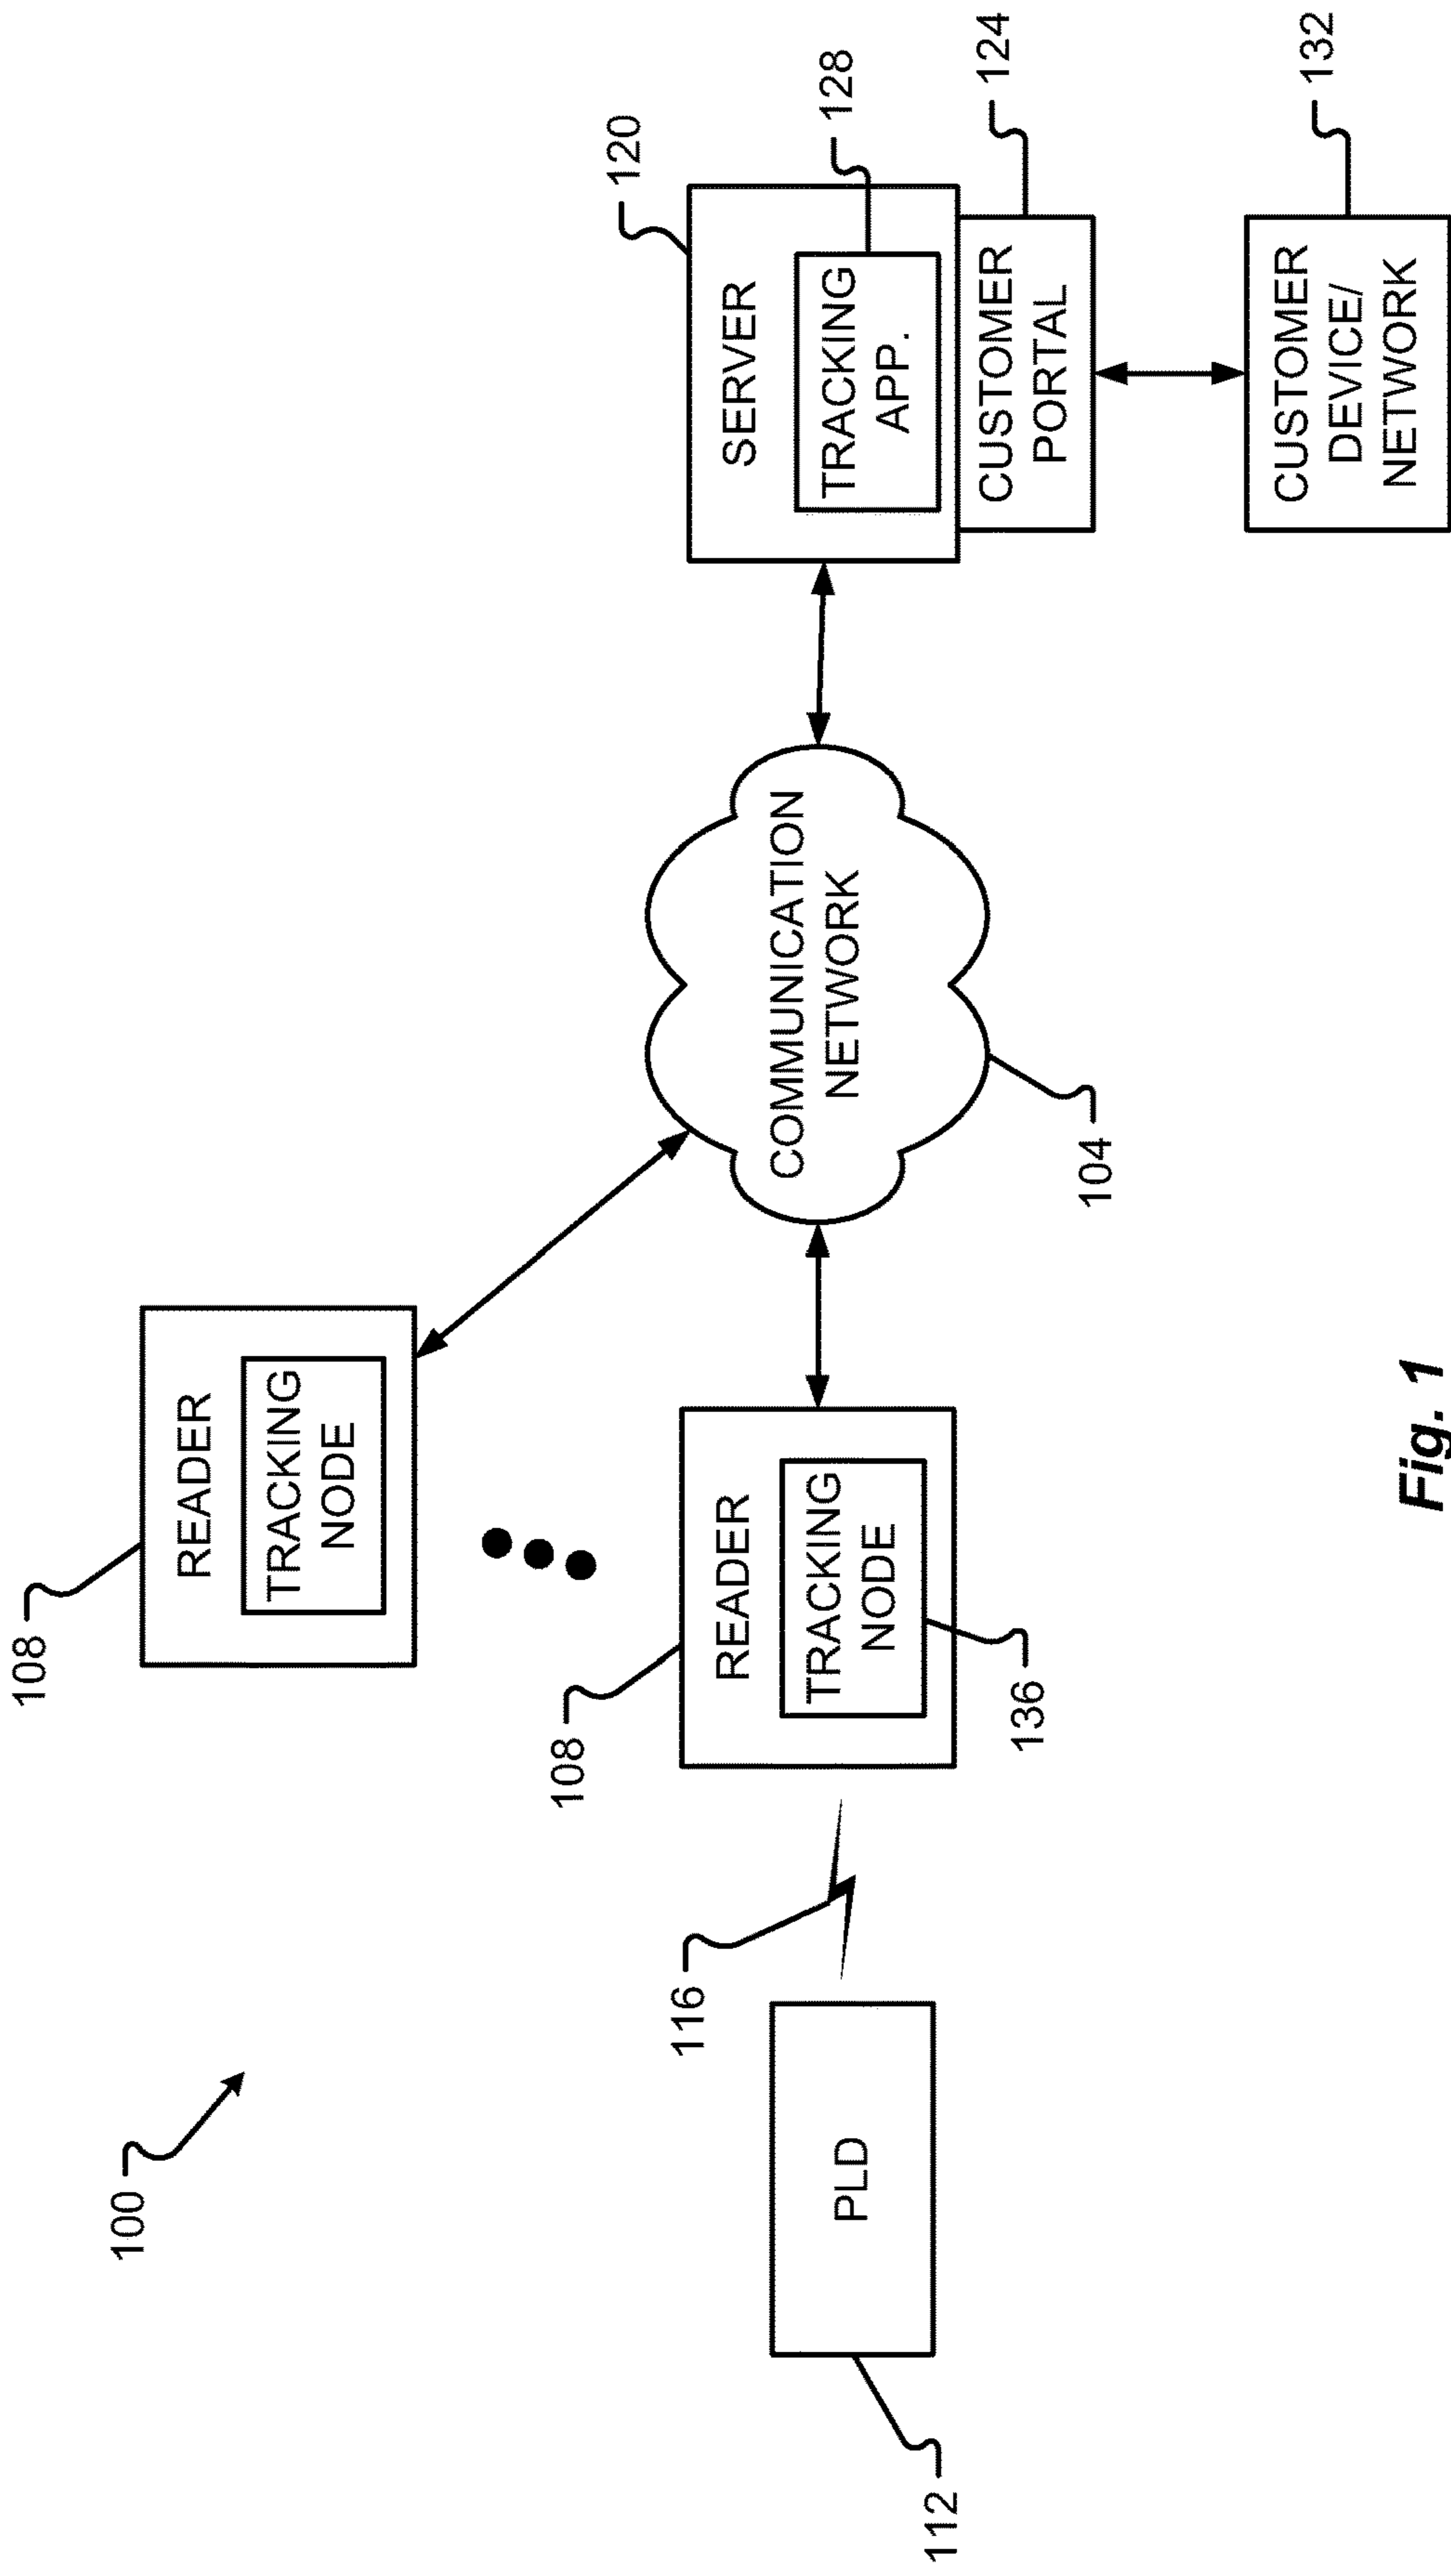 100
108
READER
TRACKING
NODE
108
READER
TRACKING
NODE
136
116
PLD
112
COMMUNICATION
NETWORK
104
120
SERVER
TRACKING
APP.
128
CUSTOMER
PORTAL
124
CUSTOMER
DEVICE/
NETWORK
132
Fig. 1